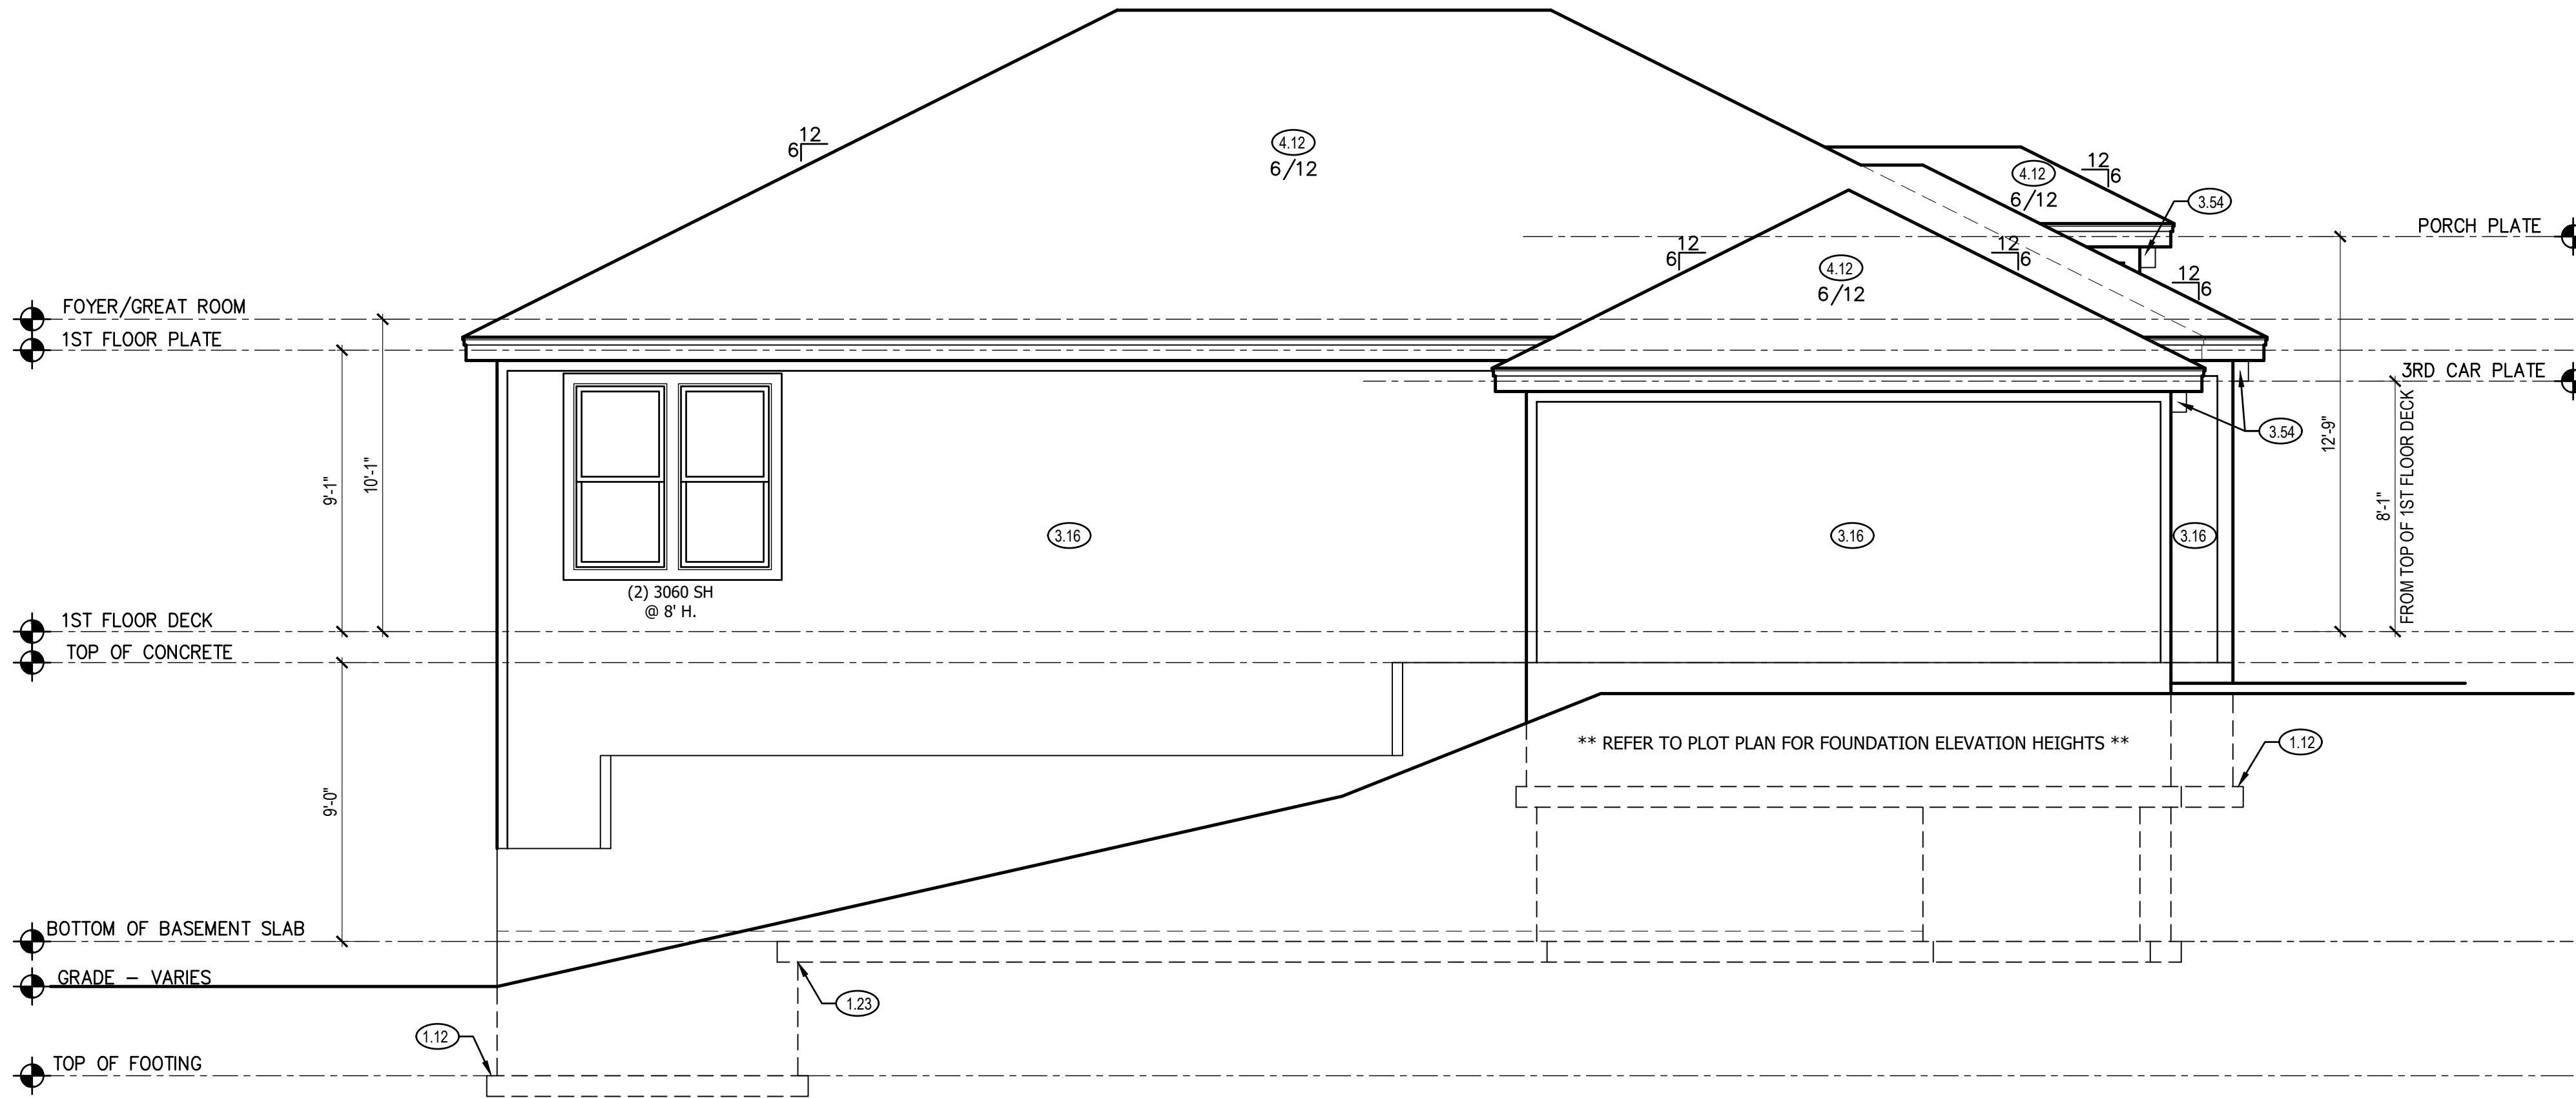 12
6
4.12
6/12
12
6
4.12
6/12
3.54
PORCH PLATE
12
6
12
6
4.12
6/12
12
6
FOYER/GREAT ROOM
1ST FLOOR PLATE
3RD CAR PLATE
3.54
9'-1"
10'-1"
12'-9"
8'-1"
FROM TOP OF 1ST FLOOR DECK
3.16
3.16
3.16
(2) 3060 SH
@ 8' H.
1ST FLOOR DECK
TOP OF CONCRETE
** REFER TO PLOT PLAN FOR FOUNDATION ELEVATION HEIGHTS **
1.12
9'-0"
BOTTOM OF BASEMENT SLAB
GRADE - VARIES
1.23
1.12
TOP OF FOOTING